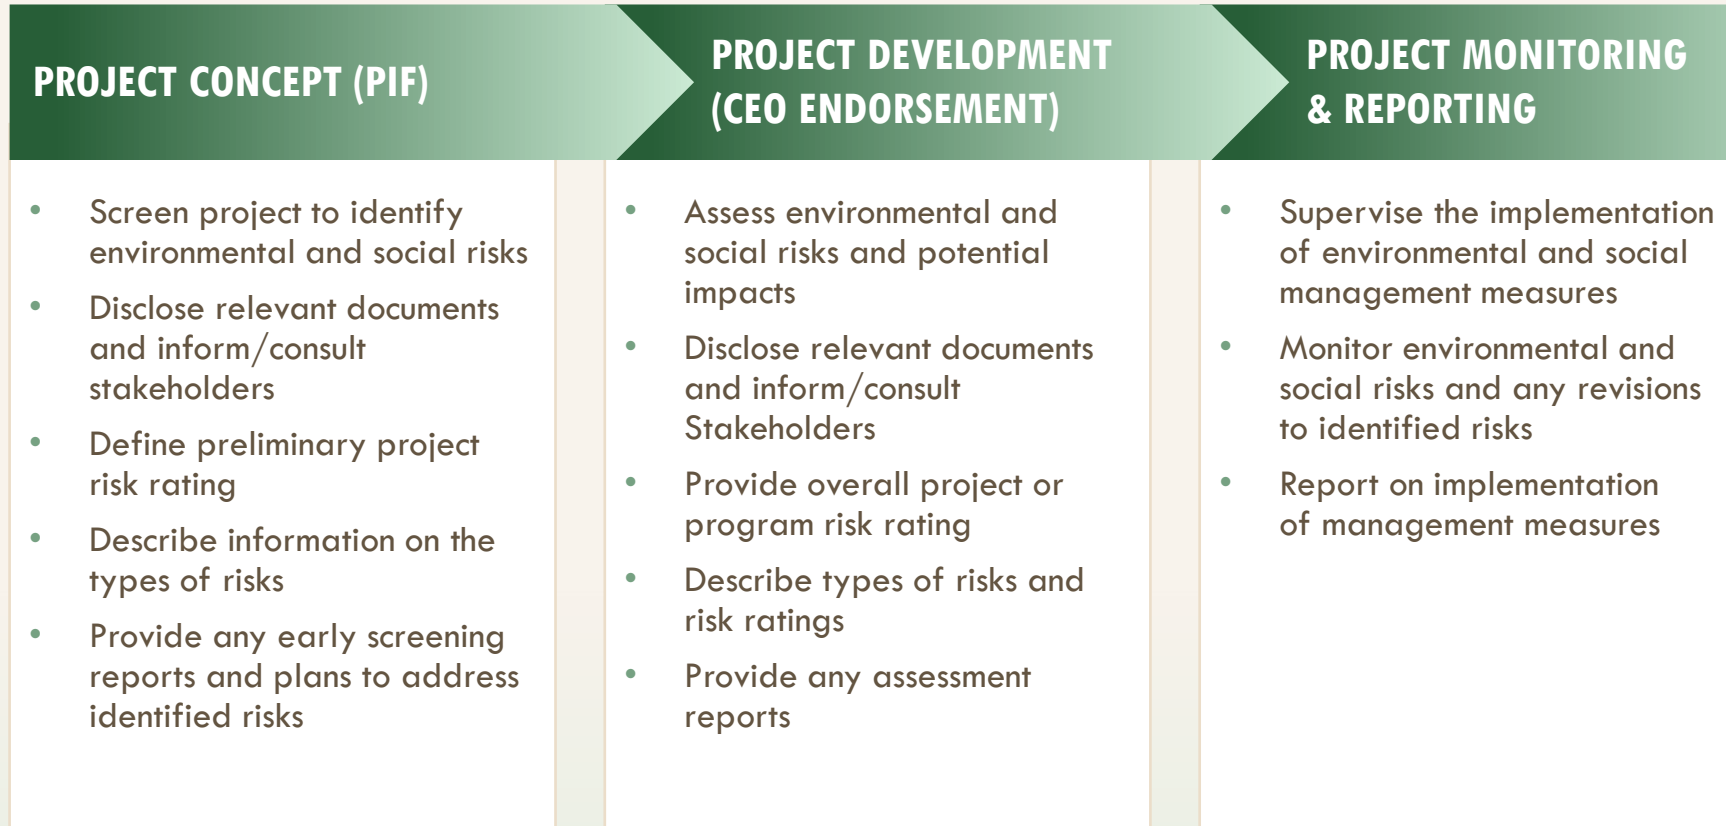 PROJECT CONCEPT (PIF)
• Screen project to identify
environmental and social risks
• Disclose relevant documents
and inform/consult
stakeholders
• Define preliminary project
risk rating
• Describe information on the
types of risks
• Provide any early screening
reports and plans to address
identified risks
PROJECT DEVELOPMENT
(CEO ENDORSEMENT)
• Assess environmental and
social risks and potential
impacts
• Disclose relevant documents
and inform/consult
Stakeholders
• Provide overall project or
program risk rating
• Describe types of risks and
risk ratings
• Provide any assessment
reports
PROJECT MONITORING
& REPORTING
• Supervise the implementation
of environmental and social
management measures
• Monitor environmental and
social risks and any revisions
to identified risks
• Report on implementation
of management measures